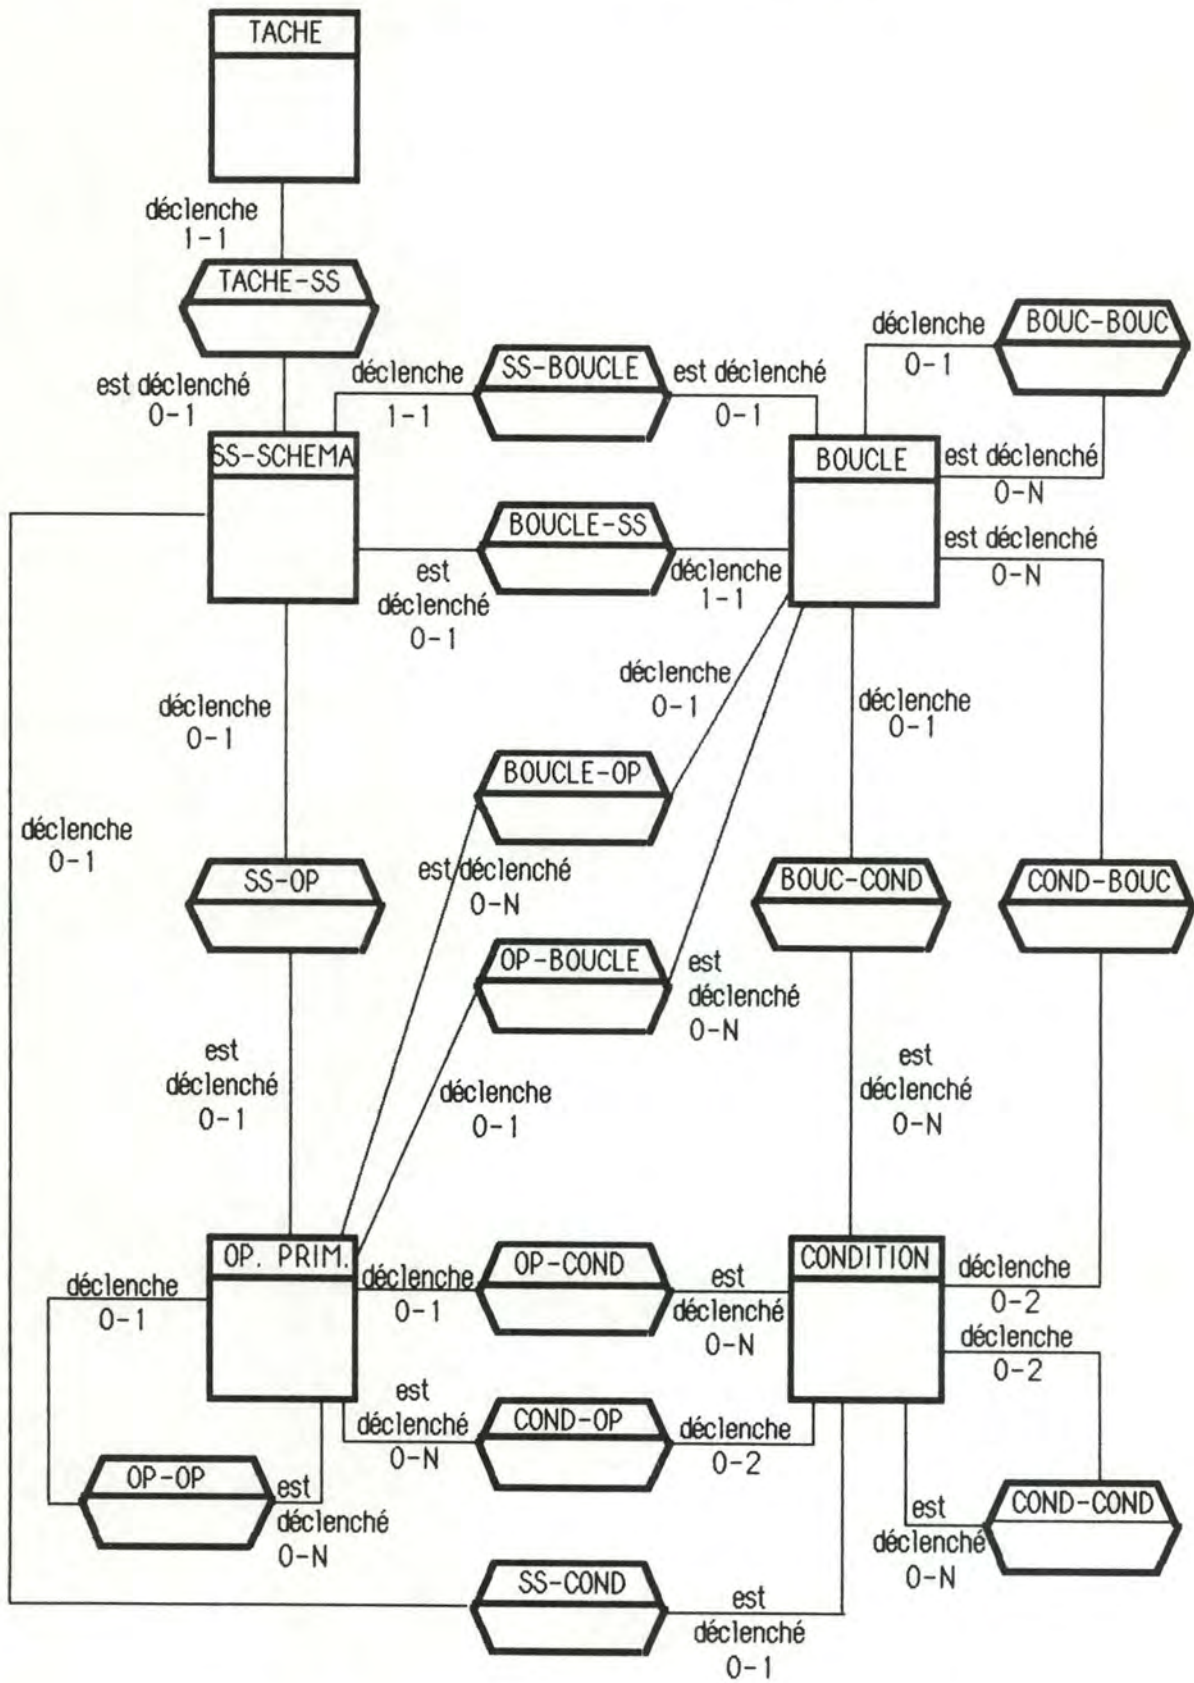 TACHE
déclenche
1-1
TACHE-SS
est déclenché
0-1
déclenche
1-1
SS-BOUCLE
est déclenché
0-1
déclenche
0-1
BOUC-BOUC
SS-SCHEMA
BOUCLE
est déclenché
0-N
est
déclenché
0-1
BOUCLE-SS
déclenche
1-1
est déclenché
0-N
déclenche
0-1
déclenche
0-1
déclenche
0-1
déclenche
0-1
BOUCLE-OP
est déclenché
0-N
SS-OP
BOUC-COND
COND-BOUC
OP-BOUCLE
est
déclenché
0-N
est
déclenché
0-1
déclenche
0-1
est
déclenché
0-N
OP. PRIM.
déclenche
0-1
OP-COND
est
déclenché
0-N
CONDITION
déclenche
0-2
déclenche
0-1
déclenche
0-2
est
déclenché
0-N
COND-OP
déclenche
0-2
OP-OP
est
déclenché
0-N
est
déclenché
0-N
COND-COND
SS-COND
est
déclenché
0-1